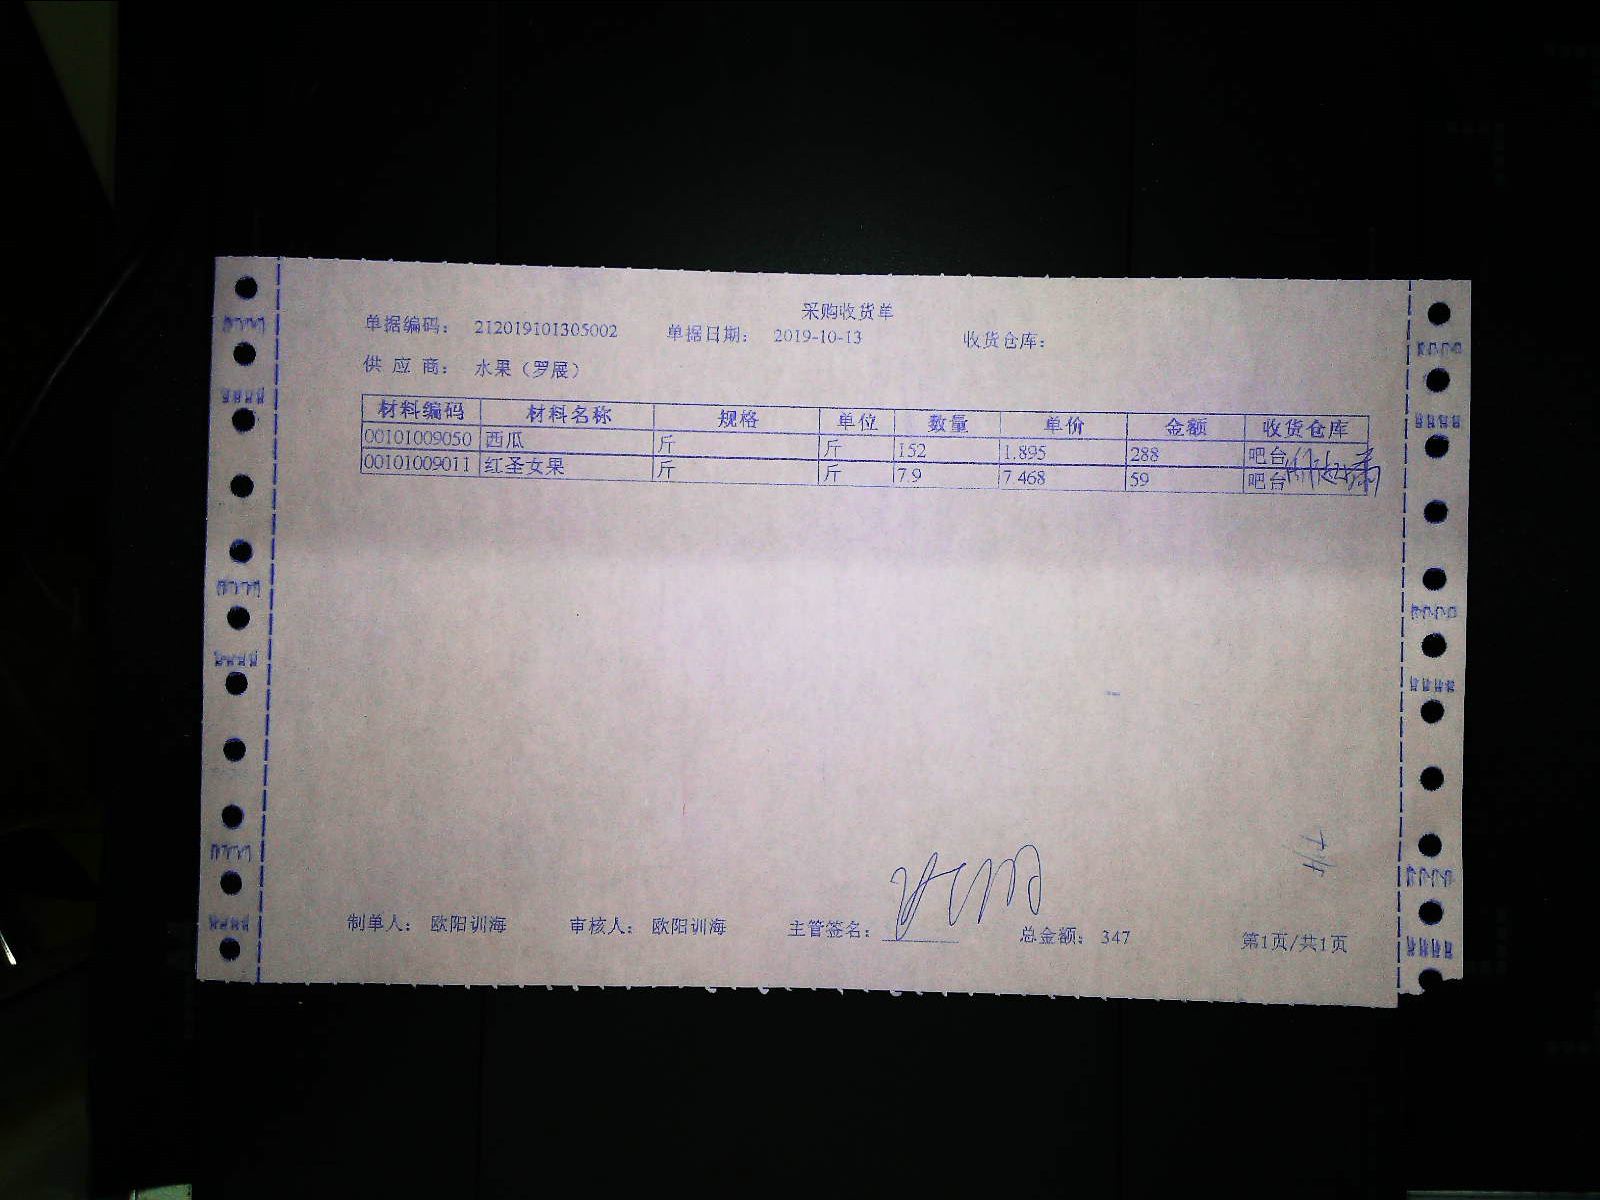 采购收货单
单据编码： 212019101305002 单据日期： 2019-10-13 收货仓库：
供 应 商： 水果（罗展）
材料编码 材料名称 规格 单位 数量 单价 金额 收货仓库
00101009050 西瓜 斤 斤 152 1.895 288 吧台
00101009011 红圣女果 斤 斤 7.9 7.468 59 吧台
制单人： 欧阳训海 审核人： 欧阳训海 主管签名： 总金额： 347 第1页/共1页